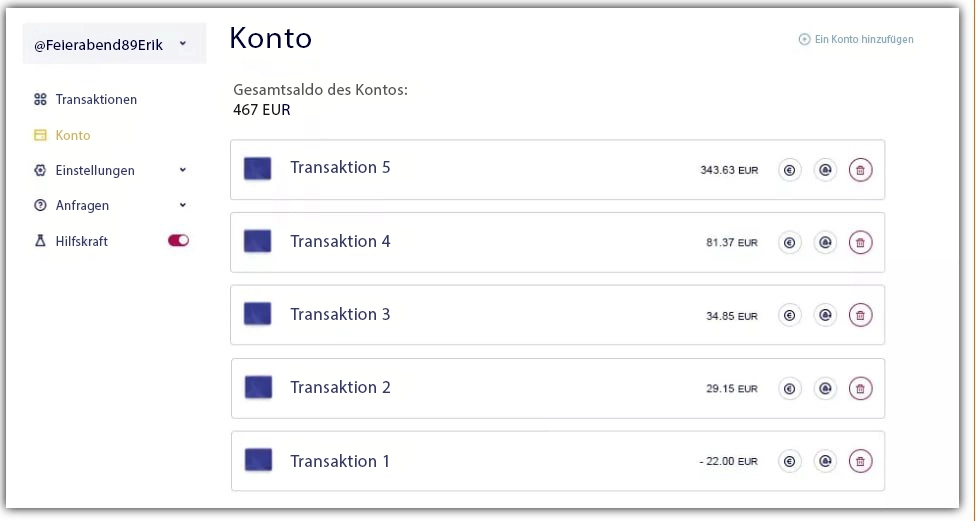 @Feierabend89Erik
Konto
Ein Konto hinzufügen
Gesamtsaldo des Kontos:
467 EUR
Transaktionen
Konto
Einstellungen
Anfragen
Hilfskraft
Transaktion 5
343.63 EUR
Transaktion 4
81.37 EUR
Transaktion 3
34.85 EUR
Transaktion 2
29.15 EUR
Transaktion 1
- 22.00 EUR